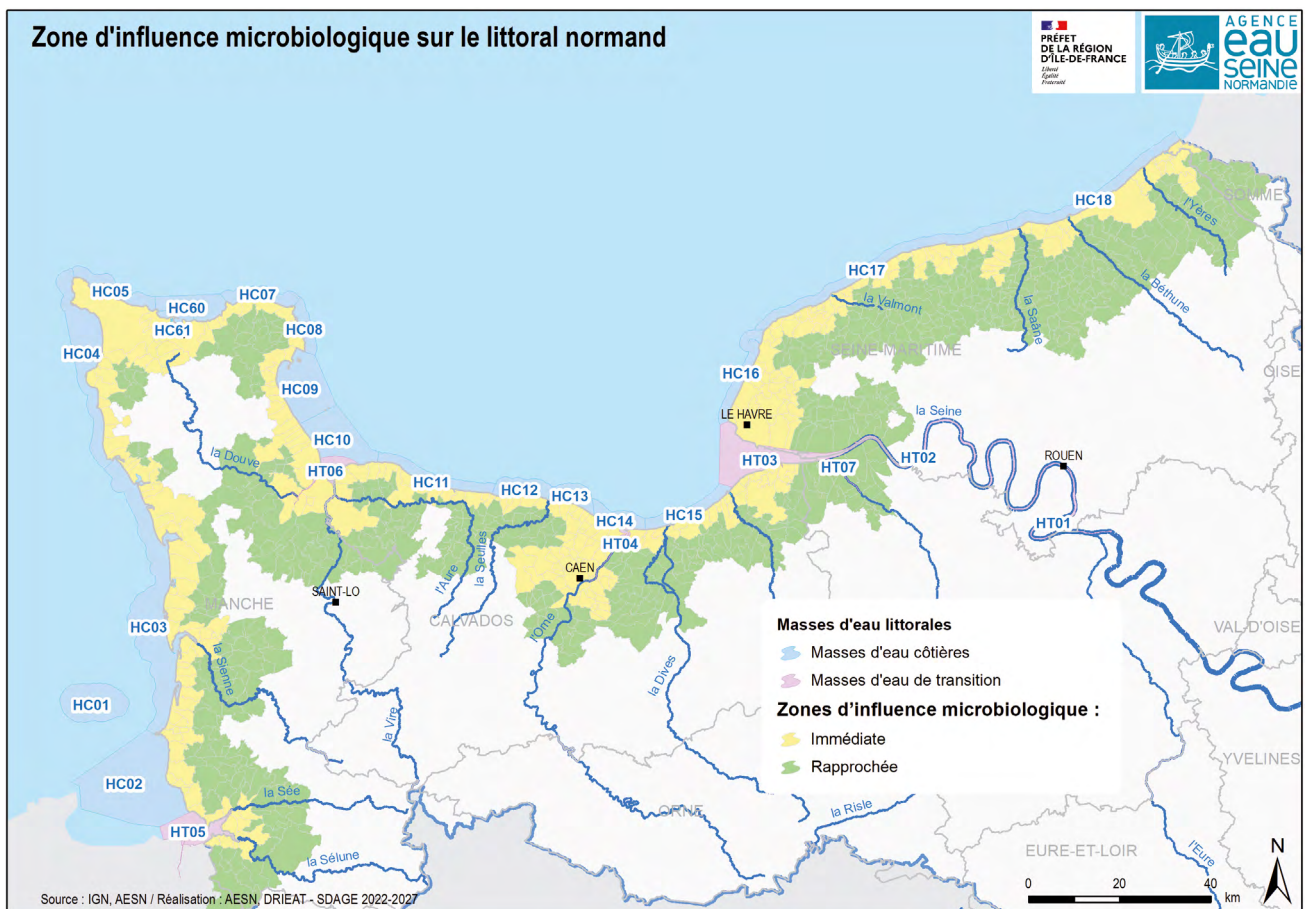 Zone d'influence microbiologique sur le littoral normand
PRÉFET
DE LA RÉGION
D'ÎLE-DE-FRANCE
Liberté
Égalité
Fraternité
AGENCE
eau
SEINE
NORMANDIE
SOMME
HC18
l'Yères
HC17
la Valmont
la Saâne
la Béthune
SEINE-MARITIME
OISE
HC05
HC60
HC07
HC61
HC08
HC04
HC09
HC16
LE HAVRE
la Seine
HC10
la Douve
HT06
HC11
HC12
HC13
HT03
HT07
HT02
ROUEN
HT01
HC14
HC15
HT04
CAEN
l'Aure
la Seulles
SAINT-LO
MANCHE
CALVADOS
l'Orne
la Dives
HC03
la Sienne
VAL-D'OISE
HC01
la Vire
Masses d'eau littorales
Masses d'eau côtières
Masses d'eau de transition
Zones d'influence microbiologique :
Immédiate
Rapprochée
YVELINES
HC02
la Sée
HT05
la Sélune
ORNE
la Risle
EURE-ET-LOIR
l'Eure
N
0 20 40
km
Source : IGN, AESN / Réalisation : AESN, DRIEAT - SDAGE 2022-2027